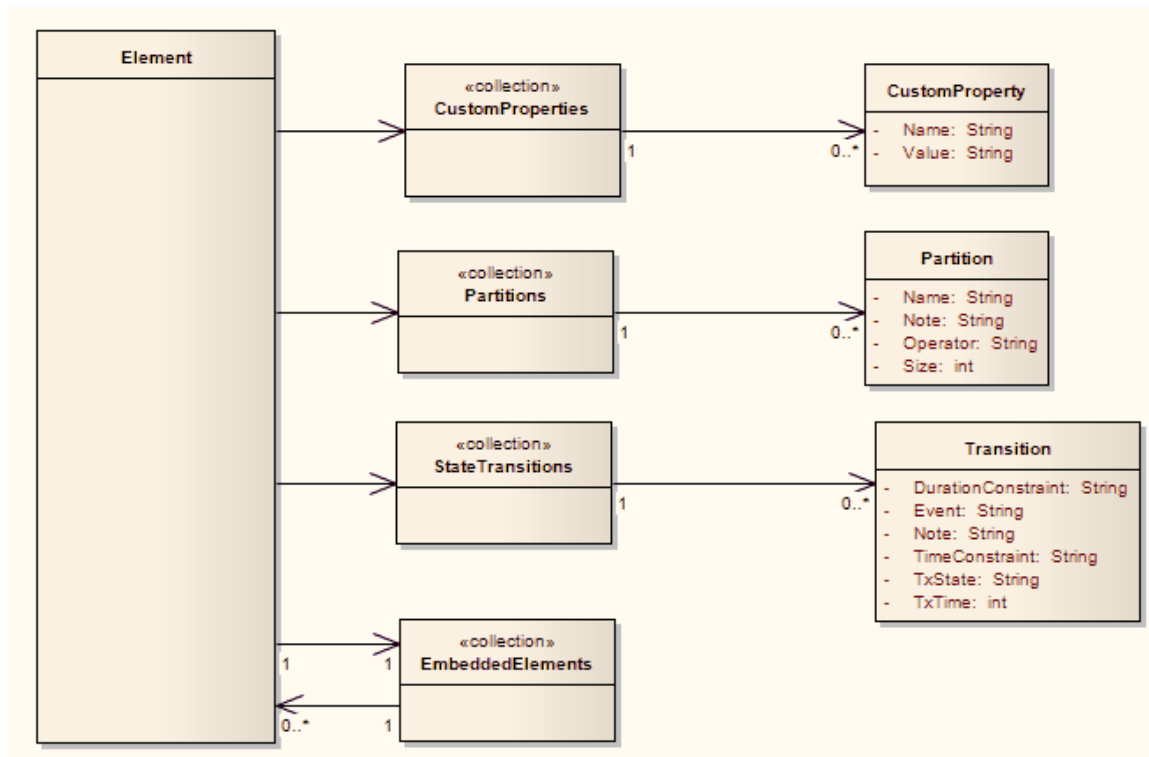 Element
«collection»
CustomProperties
1
0..*
CustomProperty
- Name: String
- Value: String
«collection»
Partitions
1
0..*
Partition
- Name: String
- Note: String
- Operator: String
- Size: int
«collection»
StateTransitions
1
0..*
Transition
- DurationConstraint: String
- Event: String
- Note: String
- TimeConstraint: String
- TxState: String
- TxTime: int
«collection»
EmbeddedElements
1
1
0..*
1